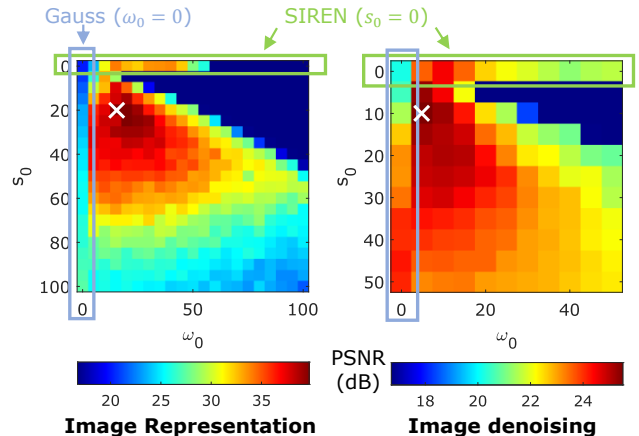 Gauss (ω₀ = 0)
SIREN (s₀ = 0)
0
20
40
60
80
100
s₀
0
50
100
ω₀
0
10
20
30
40
50
s₀
0
20
40
ω₀
20
25
30
35
PSNR
(dB)
18
20
22
24
Image Representation
Image denoising